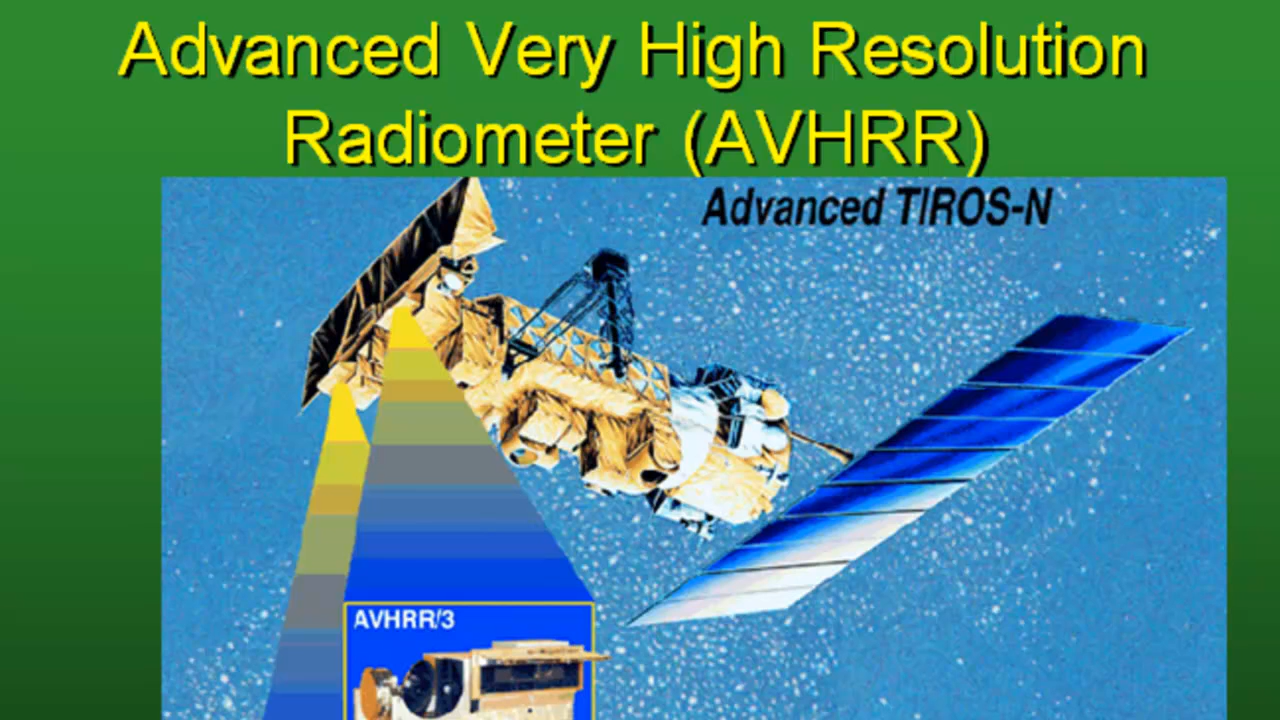 Advanced Very High Resolution
Radiometer (AVHRR)
Advanced TIROS-N
AVHRR/3